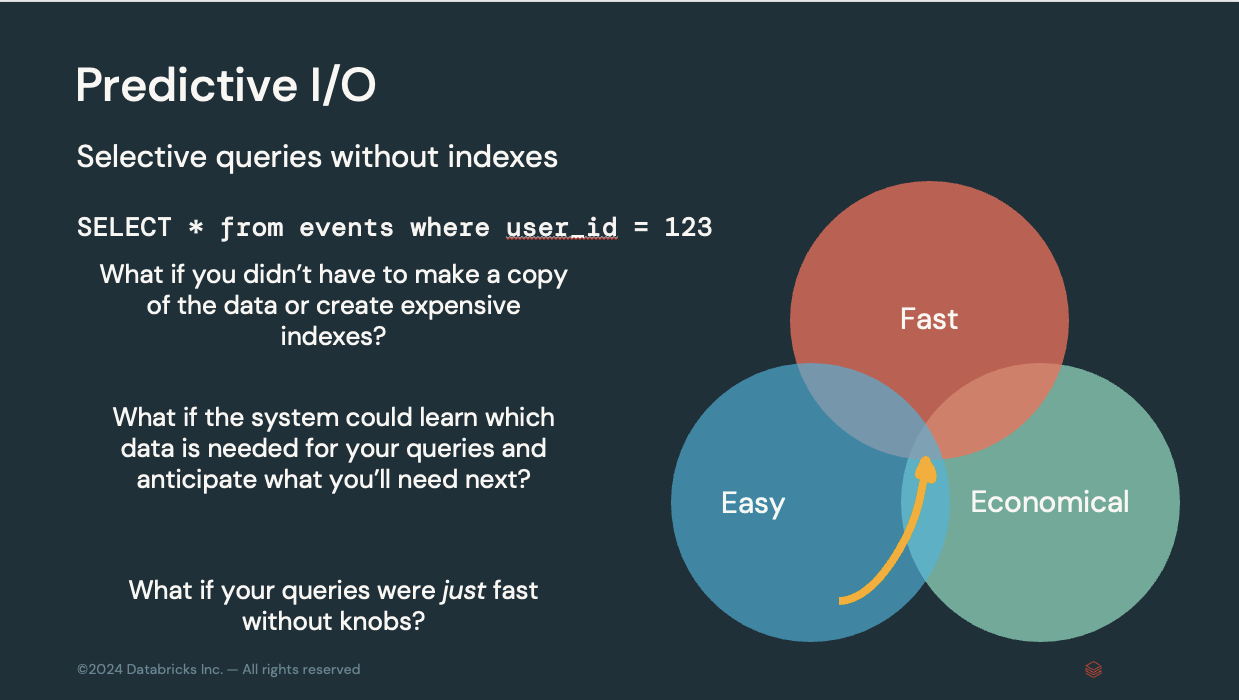 Predictive I/O
Selective queries without indexes
SELECT * from events where user_id = 123
What if you didn’t have to make a copy
of the data or create expensive
indexes?
What if the system could learn which
data is needed for your queries and
anticipate what you’ll need next?
What if your queries were just fast
without knobs?
Fast
Easy
Economical
©2024 Databricks Inc. — All rights reserved